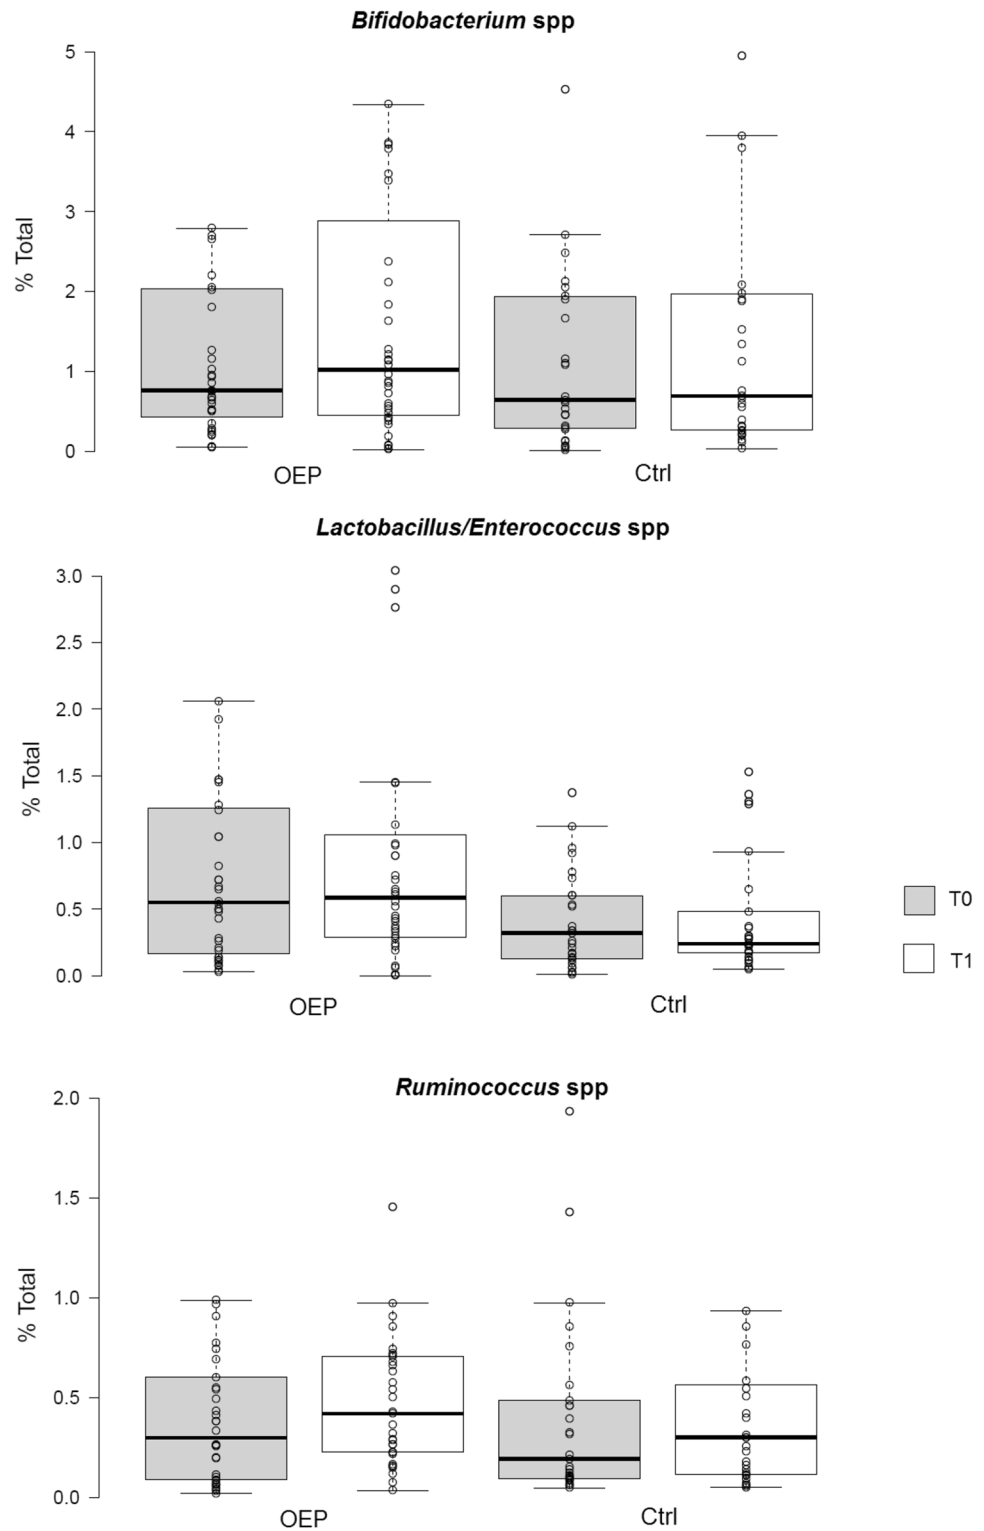 Bifidobacterium spp
5
4
3
2
1
0
% Total
OEP
Ctrl
Lactobacillus/Enterococcus spp
3.0
2.5
2.0
1.5
1.0
0.5
0.0
% Total
OEP
Ctrl
T0
T1
Ruminococcus spp
2.0
1.5
1.0
0.5
0.0
% Total
OEP
Ctrl